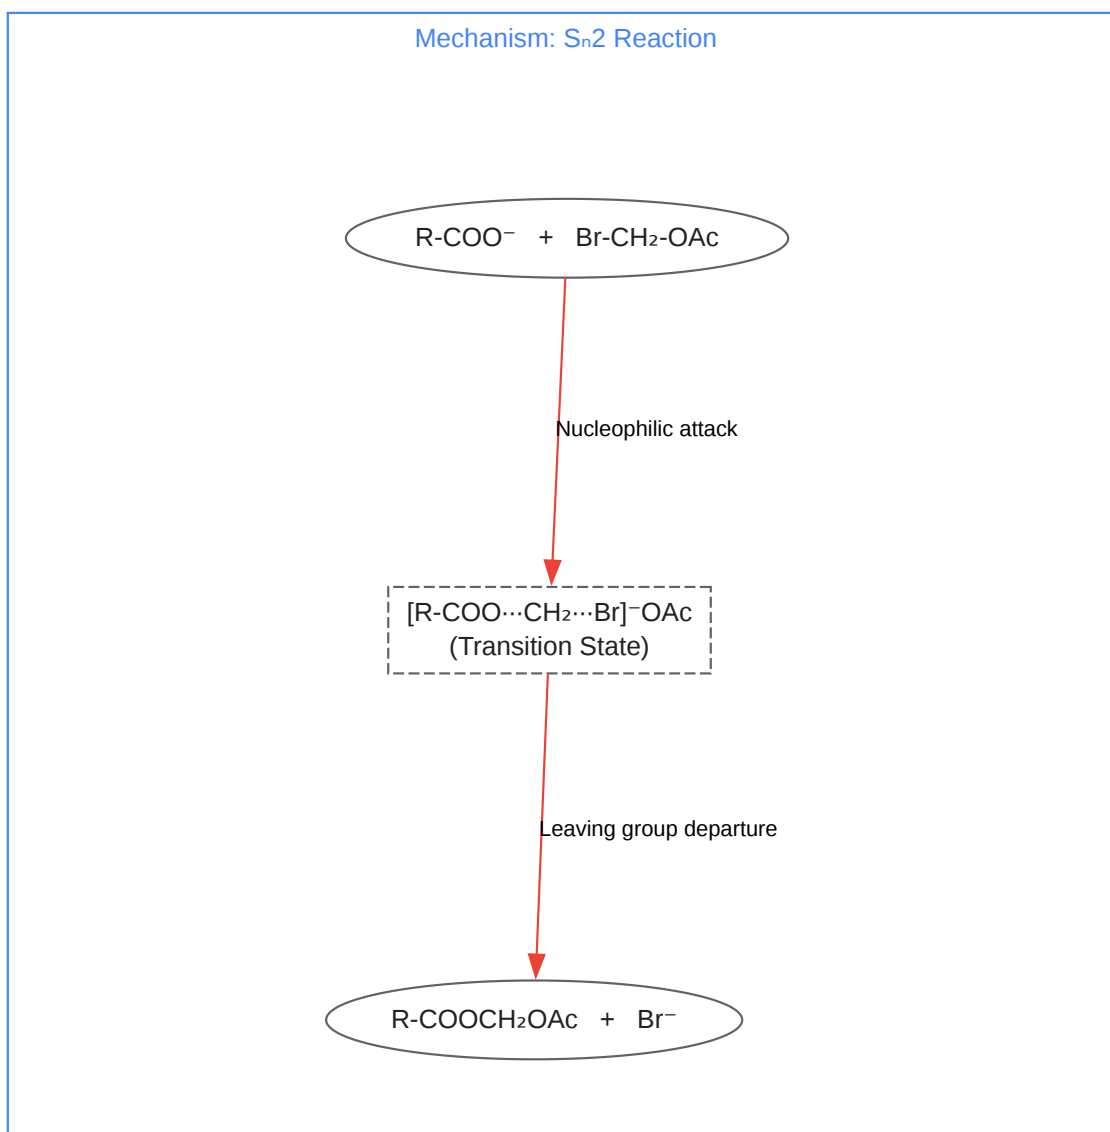 Mechanism: Sₙ2 Reaction
R-COO⁻ + Br-CH₂-OAc
Nucleophilic attack
[R-COO···CH₂···Br]⁻OAc
(Transition State)
Leaving group departure
R-COOCH₂OAc + Br⁻